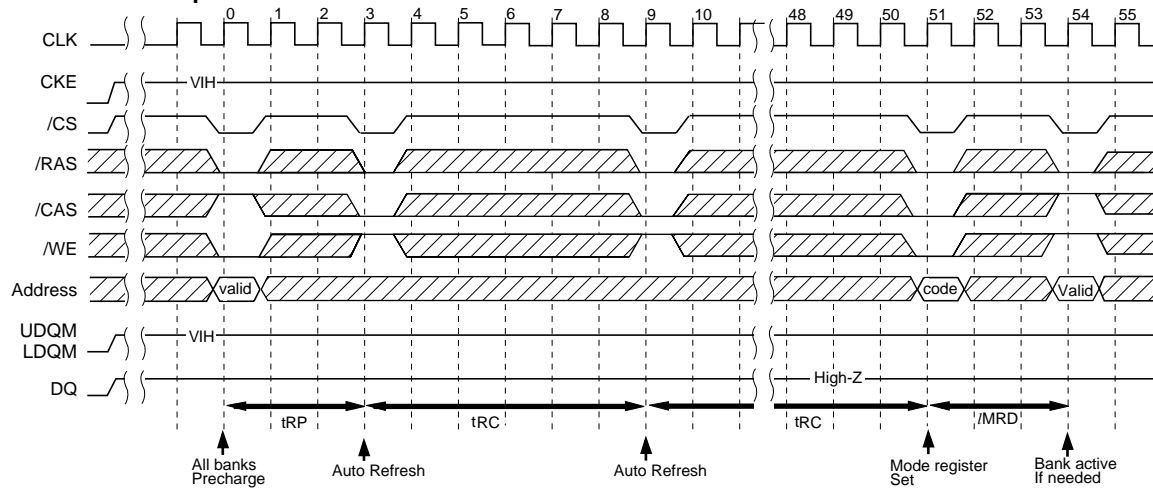 0 1 2 3 4 5 6 7 8 9 10 48 49 50 51 52 53 54 55
CLK
CKE VIH
/CS
/RAS
/CAS
/WE
Address valid code Valid
UDQM
LDQM VIH
DQ High-Z
tRP tRC tRC lMRD
All banks
Precharge
Auto Refresh
Auto Refresh
Mode register
Set
Bank active
If needed